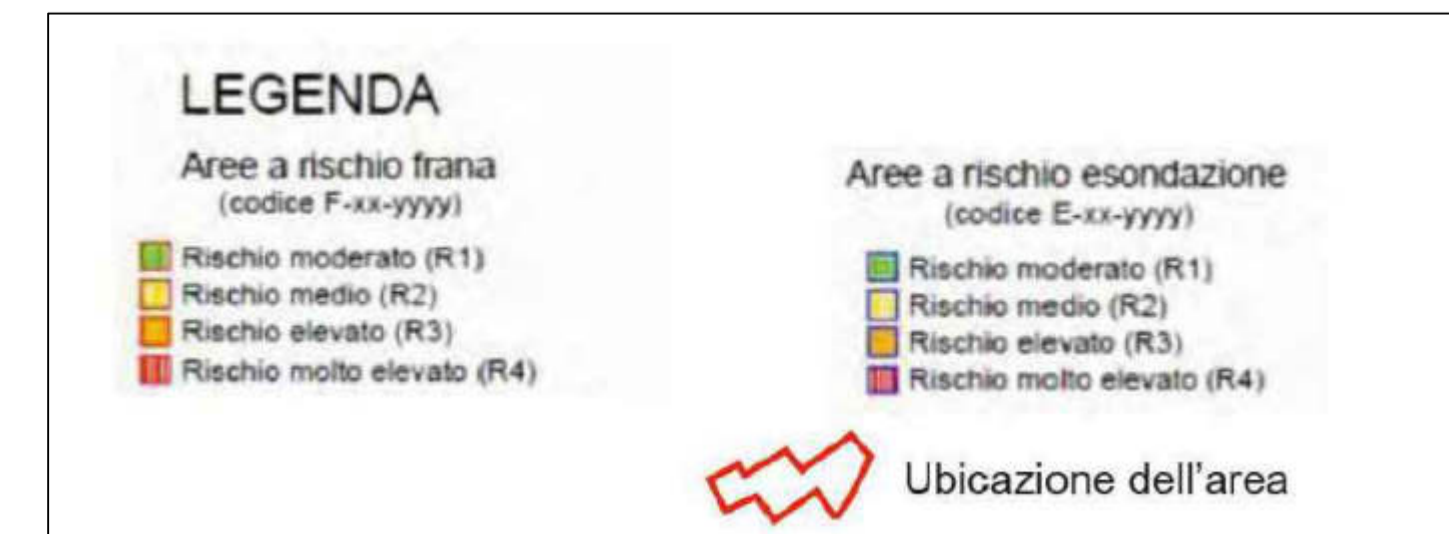 LEGENDA
Aree a rischio frana
(codice F-xx-yyyy)
Rischio moderato (R1)
Rischio medio (R2)
Rischio elevato (R3)
Rischio molto elevato (R4)
Aree a rischio esondazione
(codice E-xx-yyyy)
Rischio moderato (R1)
Rischio medio (R2)
Rischio elevato (R3)
Rischio molto elevato (R4)
Ubicazione dell'area